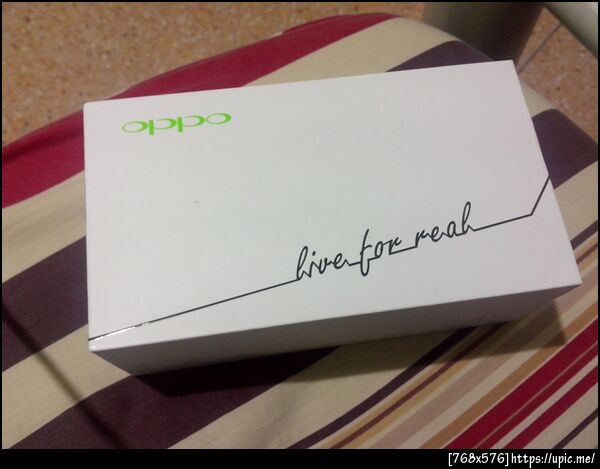 oppo
live for real
[768x576]https://upic.me/